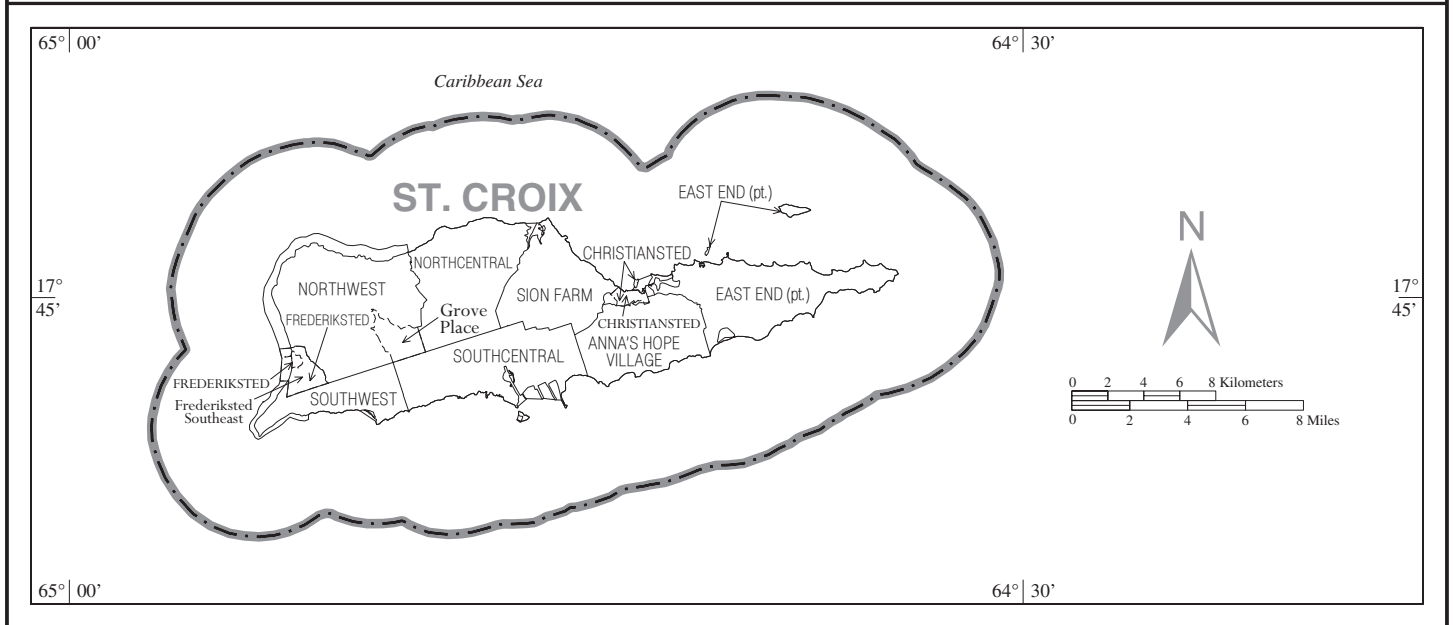 65° 00’
64° 30’
Caribbean Sea
ST. CROIX
EAST END (pt.)
N
CHRISTIANSTED
NORTHCENTRAL
17°
45’
17°
45’
NORTHWEST
SION FARM
EAST END (pt.)
FREDERIKSTED
Grove
Place
CHRISTIANSTED
ANNA'S HOPE
VILLAGE
SOUTHCENTRAL
FREDERIKSTED
SOUTHWEST
Frederiksted
Southeast
0 2 4 6 8 Kilometers
0 2 4 6 8 Miles
65° 00’
64° 30’